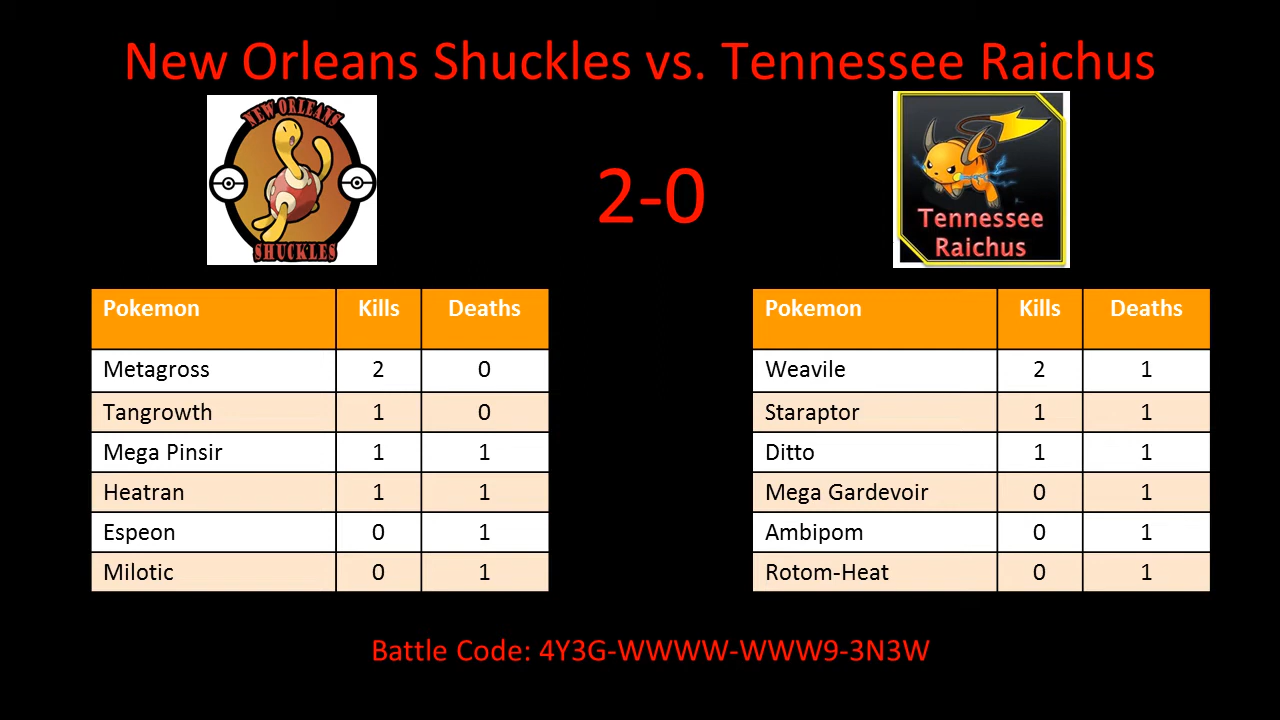 New Orleans Shuckles vs. Tennessee Raichus
NEW ORLEANS
SHUCKLES
2-0
Tennessee
Raichus
Pokemon Kills Deaths
Metagross 2 0
Tangrowth 1 0
Mega Pinsir 1 1
Heatran 1 1
Espeon 0 1
Milotic 0 1
Pokemon Kills Deaths
Weavile 2 1
Staraptor 1 1
Ditto 1 1
Mega Gardevoir 0 1
Ambipom 0 1
Rotom-Heat 0 1
Battle Code: 4Y3G-WWWW-WWW9-3N3W